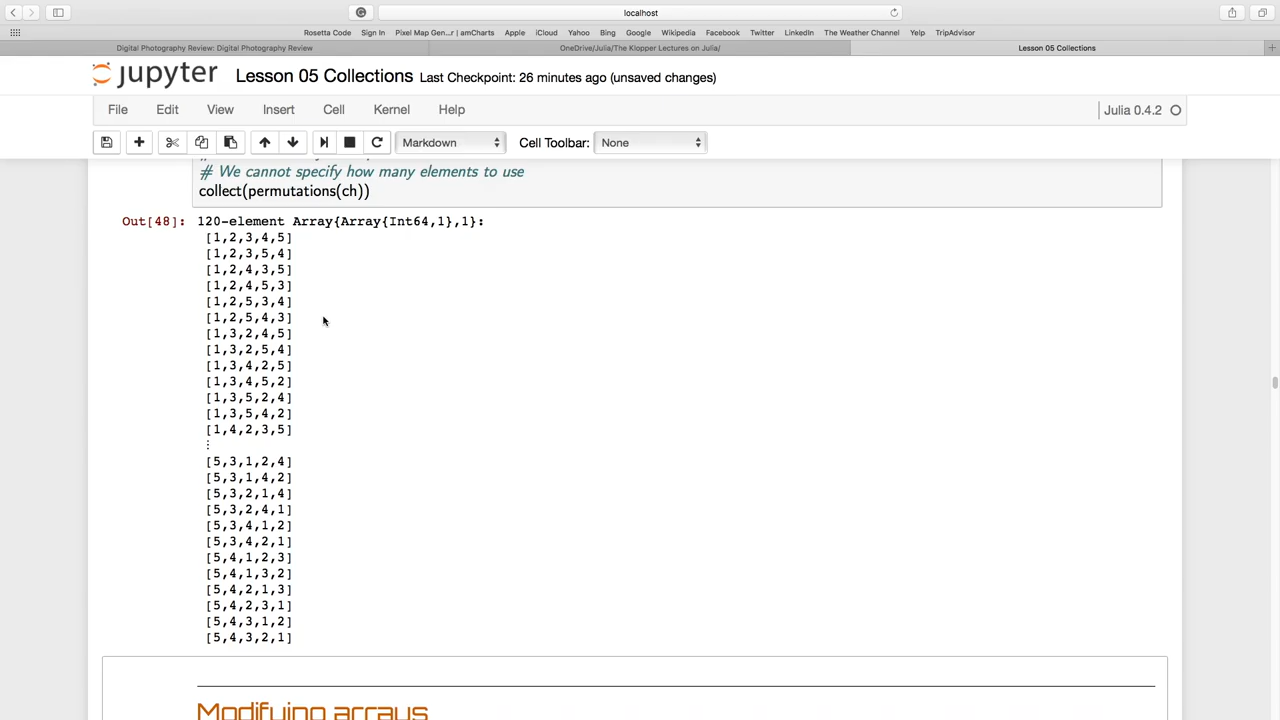 localhost
Rosetta Code Sign In Pixel Map Gen...r | amCharts Apple iCloud Yahoo Bing Google Wikipedia Facebook Twitter LinkedIn The Weather Channel Yelp TripAdvisor
Digital Photography Review: Digital Photography Review OneDrive/Julia/The Klopper Lectures on Julia/ Lesson 05 Collections
jupyter Lesson 05 Collections Last Checkpoint: 26 minutes ago (unsaved changes)
File Edit View Insert Cell Kernel Help Julia 0.4.2
Markdown Cell Toolbar: None
# We cannot specify how many elements to use
collect(permutations(ch))
Out[48]: 120-element Array{Array{Int64,1},1}:
[1,2,3,4,5]
[1,2,3,5,4]
[1,2,4,3,5]
[1,2,4,5,3]
[1,2,5,3,4]
[1,2,5,4,3]
[1,3,2,4,5]
[1,3,2,5,4]
[1,3,4,2,5]
[1,3,4,5,2]
[1,3,5,2,4]
[1,3,5,4,2]
[1,4,2,3,5]
⋮
[5,3,1,2,4]
[5,3,1,4,2]
[5,3,2,1,4]
[5,3,2,4,1]
[5,3,4,1,2]
[5,3,4,2,1]
[5,4,1,2,3]
[5,4,1,3,2]
[5,4,2,1,3]
[5,4,2,3,1]
[5,4,3,1,2]
[5,4,3,2,1]
Modifying arrays